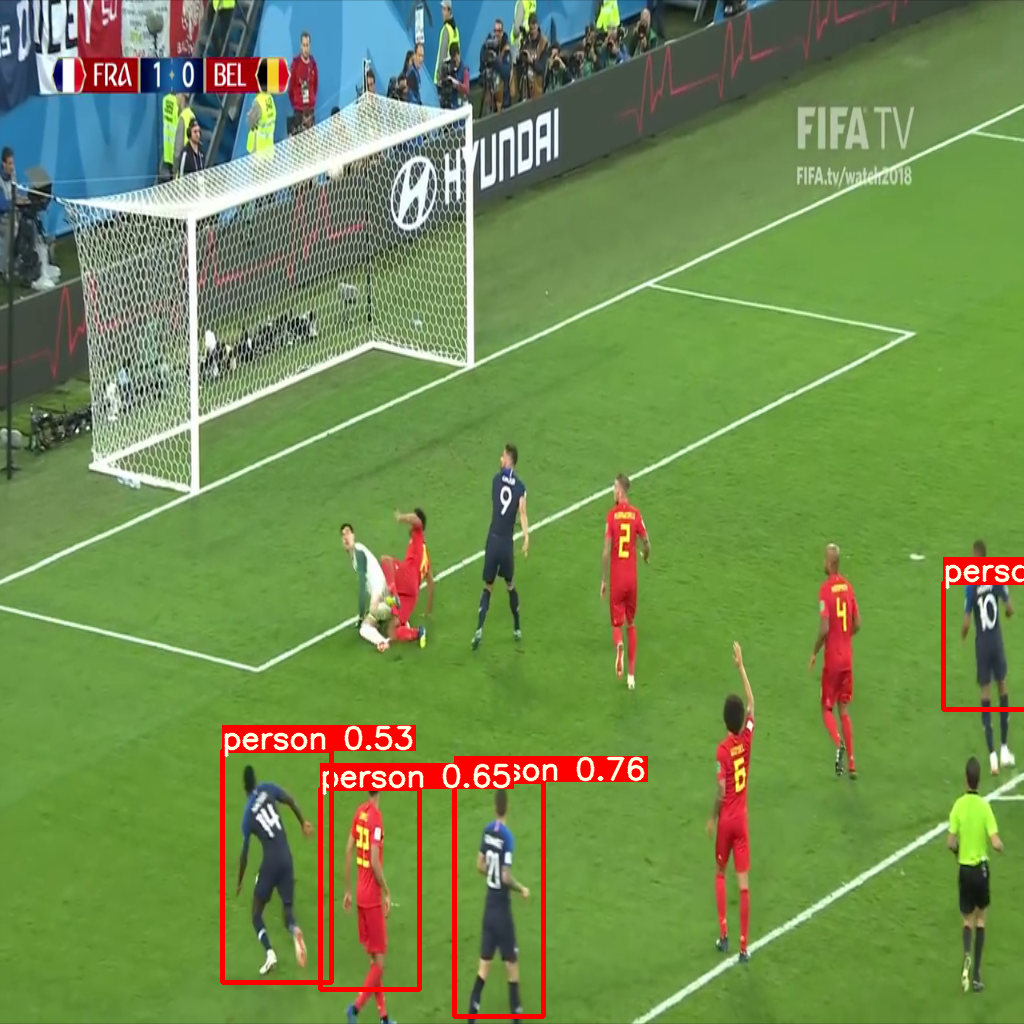 FRA 1 0 BEL
FIFA TV
FIFA.tv/watch2018
HYUNDAI
9
2
4
10
6
14
22
21
person 0.53
person 0.65
son 0.76
perso